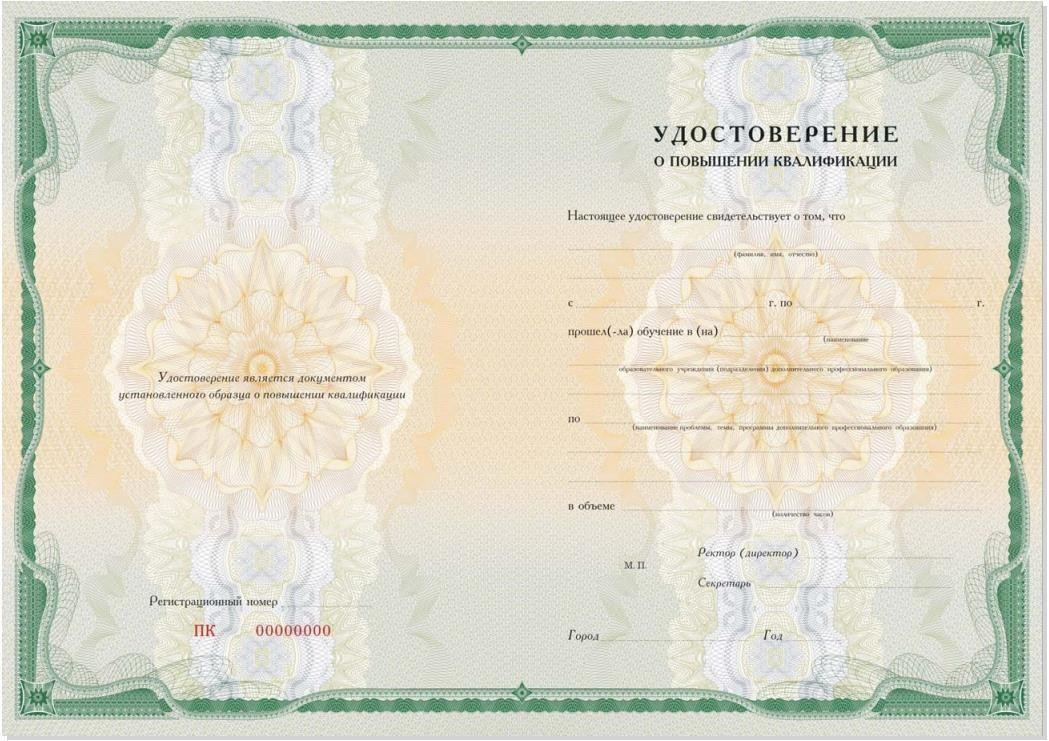 Удостоверение является документом
установленного образца о повышении квалификации
Регистрационный номер
ПК 00000000
УДОСТОВЕРЕНИЕ
О ПОВЫШЕНИИ КВАЛИФИКАЦИИ
Настоящее удостоверение свидетельствует о том, что
(фамилия, имя, отчество)
с г. по г.
прошел(-ла) обучение в (на)
(наименование
образовательного учреждения (подразделения) дополнительного профессионального образования)
по
(наименование проблемы, темы, программы дополнительного профессионального образования)
в объеме
(количество часов)
Ректор (директор)
М. П.
Секретарь
Город Год